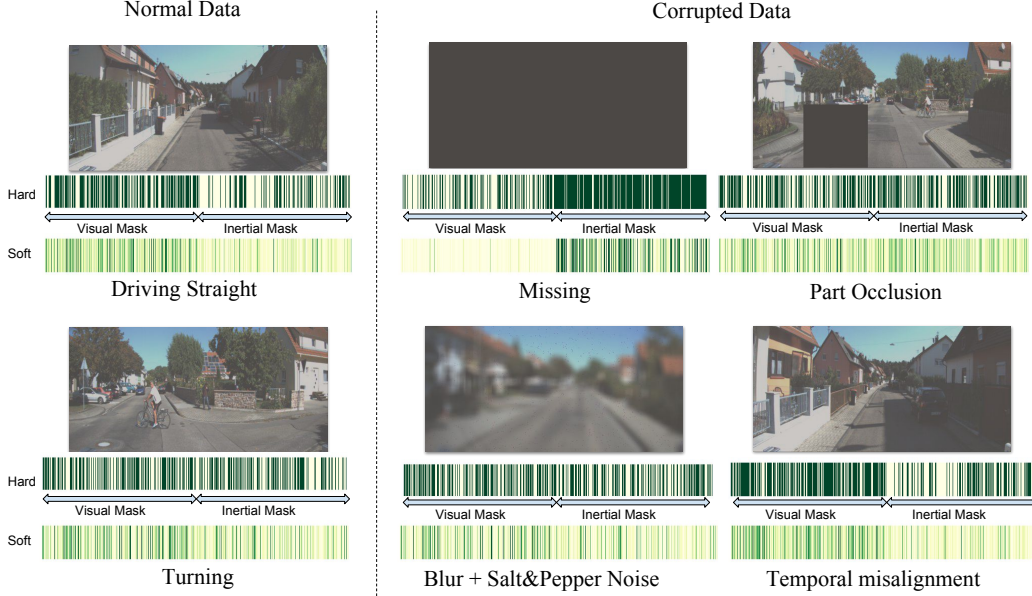 Normal Data
Corrupted Data
Hard
Visual Mask
Inertial Mask
Soft
Driving Straight
Visual Mask
Inertial Mask
Missing
Visual Mask
Inertial Mask
Part Occlusion
Hard
Visual Mask
Inertial Mask
Soft
Turning
Visual Mask
Inertial Mask
Blur + Salt&Pepper Noise
Visual Mask
Inertial Mask
Temporal misalignment